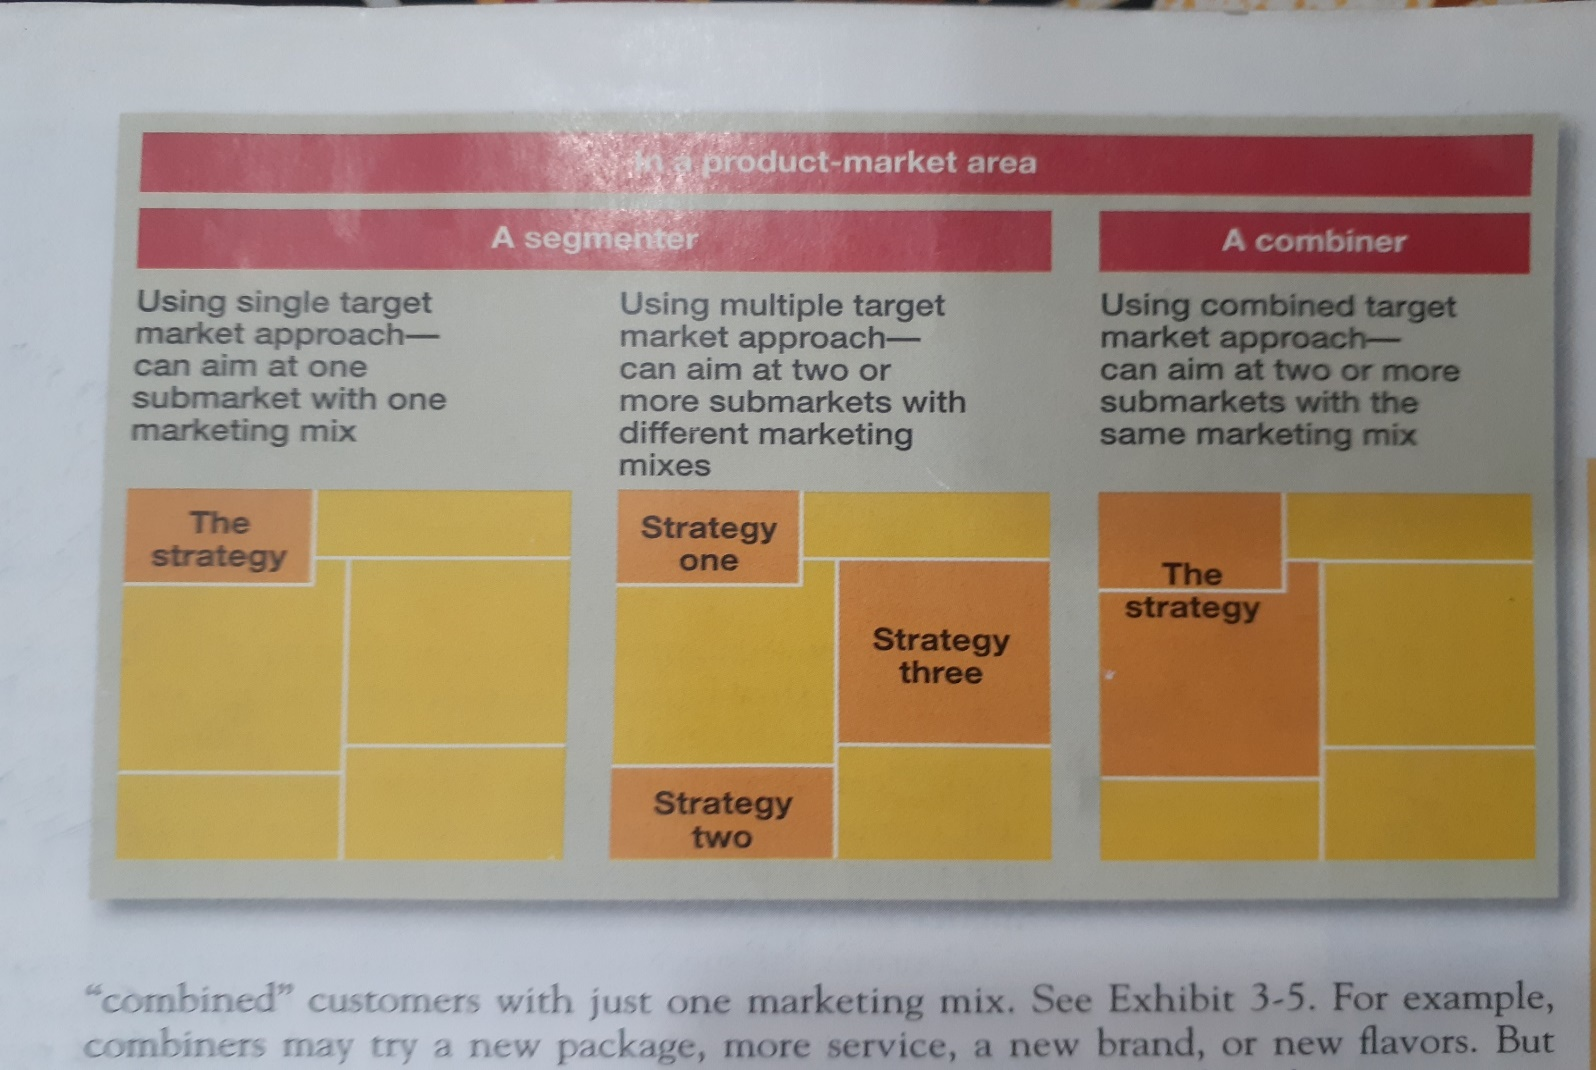 In a product-market area
A segmenter
A combiner
Using single target
market approach—
can aim at one
submarket with one
marketing mix
Using multiple target
market approach—
can aim at two or
more submarkets with
different marketing
mixes
Using combined target
market approach—
can aim at two or more
submarkets with the
same marketing mix
The
strategy
Strategy
one
Strategy
three
Strategy
two
The
strategy
“combined” customers with just one marketing mix. See Exhibit 3-5. For example,
combiners may try a new package, more service, a new brand, or new flavors. But